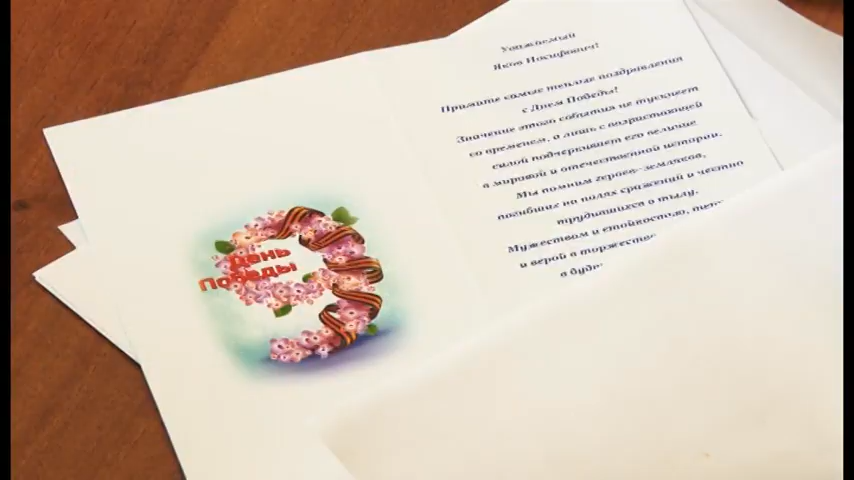 День
Победы
Уважаемый
Яков Иосифович!
Примите самые теплые поздравления
с Днем Победы!
Значение этого события не тускнеет
со временем, а лишь с возрастающей
силой подчеркивает его величие
в мировой и отечественной истории.
Мы помним героев-земляков,
погибших на полях сражений и честно
трудившихся в тылу.
Мужеством и стойкостью,
и верой в торжество